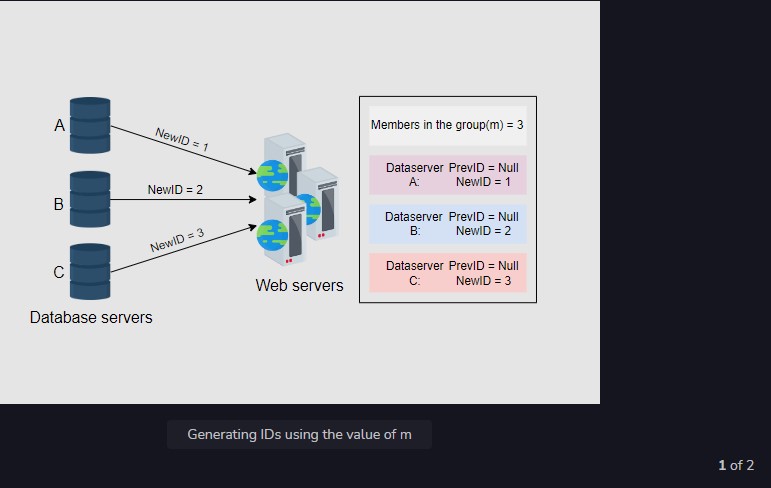 A
NewID = 1
B
NewID = 2
C
NewID = 3
Database servers
Web servers
Members in the group(m) = 3
Dataserver PrevID = Null
A: NewID = 1
Dataserver PrevID = Null
B: NewID = 2
Dataserver PrevID = Null
C: NewID = 3
Generating IDs using the value of m
1 of 2